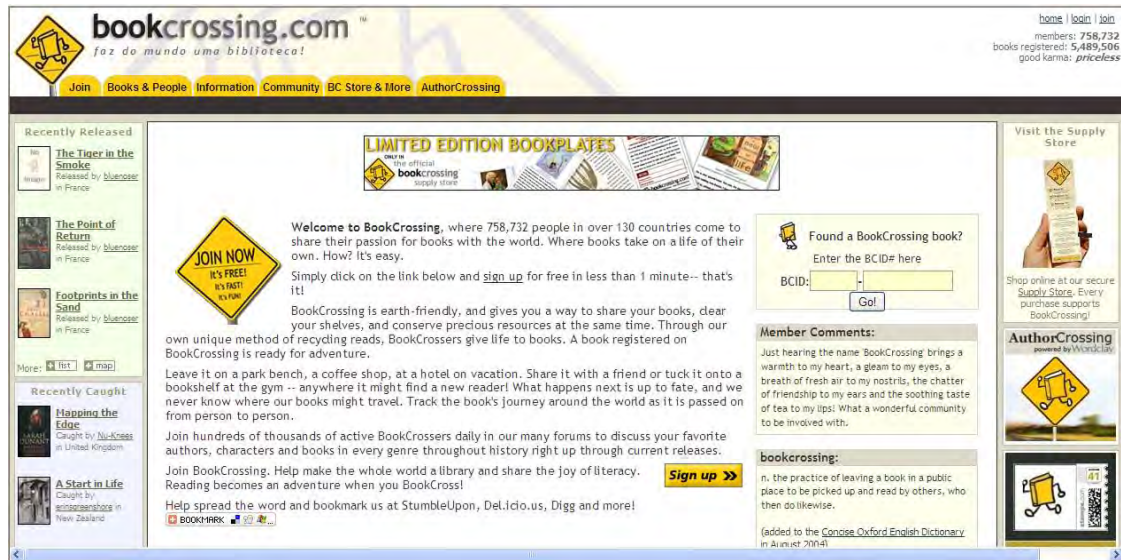 bookcrossing.com ™
faz do mundo uma biblioteca!
home | login | join
members: 758,732
books registered: 5,489,506
good karma: priceless
Join Books & People Information Community BC Store & More AuthorCrossing
Recently Released
The Tiger in the
Smoke
Released by bluenoser
in France
The Point of
Return
Released by bluenoser
in France
Footprints in the
Sand
Released by bluenoser
in France
More: list map
Recently Caught
Mapping the
Edge
Caught by Nu-Knees
in United Kingdom
A Start in Life
Caught by
eringreenshore in
New Zealand
LIMITED EDITION BOOKPLATES
ONLY IN
the official
bookcrossing
supply store
JOIN NOW
It's FREE!
It's FAST!
It's FUN!
Welcome to BookCrossing, where 758,732 people in over 130 countries come to
share their passion for books with the world. Where books take on a life of their
own. How? It's easy.
Simply click on the link below and sign up for free in less than 1 minute-- that's
it!
BookCrossing is earth-friendly, and gives you a way to share your books, clear
your shelves, and conserve precious resources at the same time. Through our
own unique method of recycling reads, BookCrossers give life to books. A book registered on
BookCrossing is ready for adventure.
Leave it on a park bench, a coffee shop, at a hotel on vacation. Share it with a friend or tuck it onto a
bookshelf at the gym -- anywhere it might find a new reader! What happens next is up to fate, and we
never know where our books might travel. Track the book's journey around the world as it is passed on
from person to person.
Join hundreds of thousands of active BookCrossers daily in our many forums to discuss your favorite
authors, characters and books in every genre throughout history right up through current releases.
Join BookCrossing. Help make the whole world a library and share the joy of literacy.
Reading becomes an adventure when you BookCross!
Sign up »
Help spread the word and bookmark us at StumbleUpon, Del.icio.us, Digg and more!
BOOKMARK
Found a BookCrossing book?
Enter the BCID# here
BCID: -
Go!
Member Comments:
Just hearing the name 'BookCrossing' brings a
warmth to my heart, a gleam to my eyes, a
breath of fresh air to my nostrils, the chatter
of friendship to my ears and the soothing taste
of tea to my lips! What a wonderful community
to be involved with.
bookcrossing:
n. the practice of leaving a book in a public
place to be picked up and read by others, who
then do likewise.
(added to the Concise Oxford English Dictionary
in August 2004)
Visit the Supply
Store
Shop online at our secure
Supply Store. Every
purchase supports
BookCrossing!
AuthorCrossing
powered by Wordclay
41